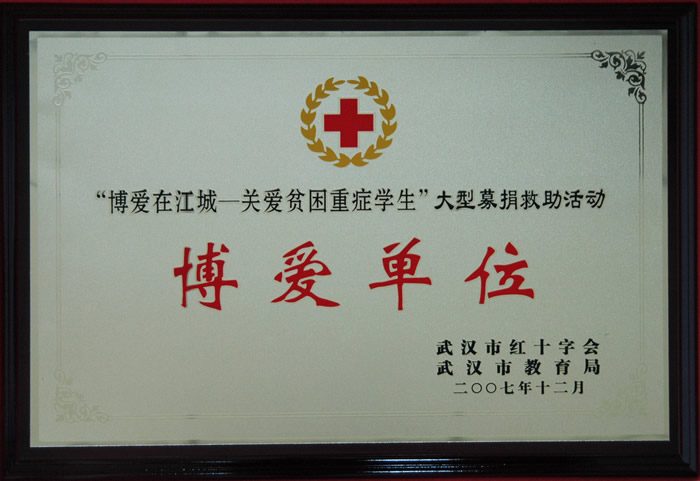 “博爱在江城—关爱贫困重症学生”大型募捐救助活动
博爱单位
武汉市红十字会
武汉市教育局
二〇〇七年十二月